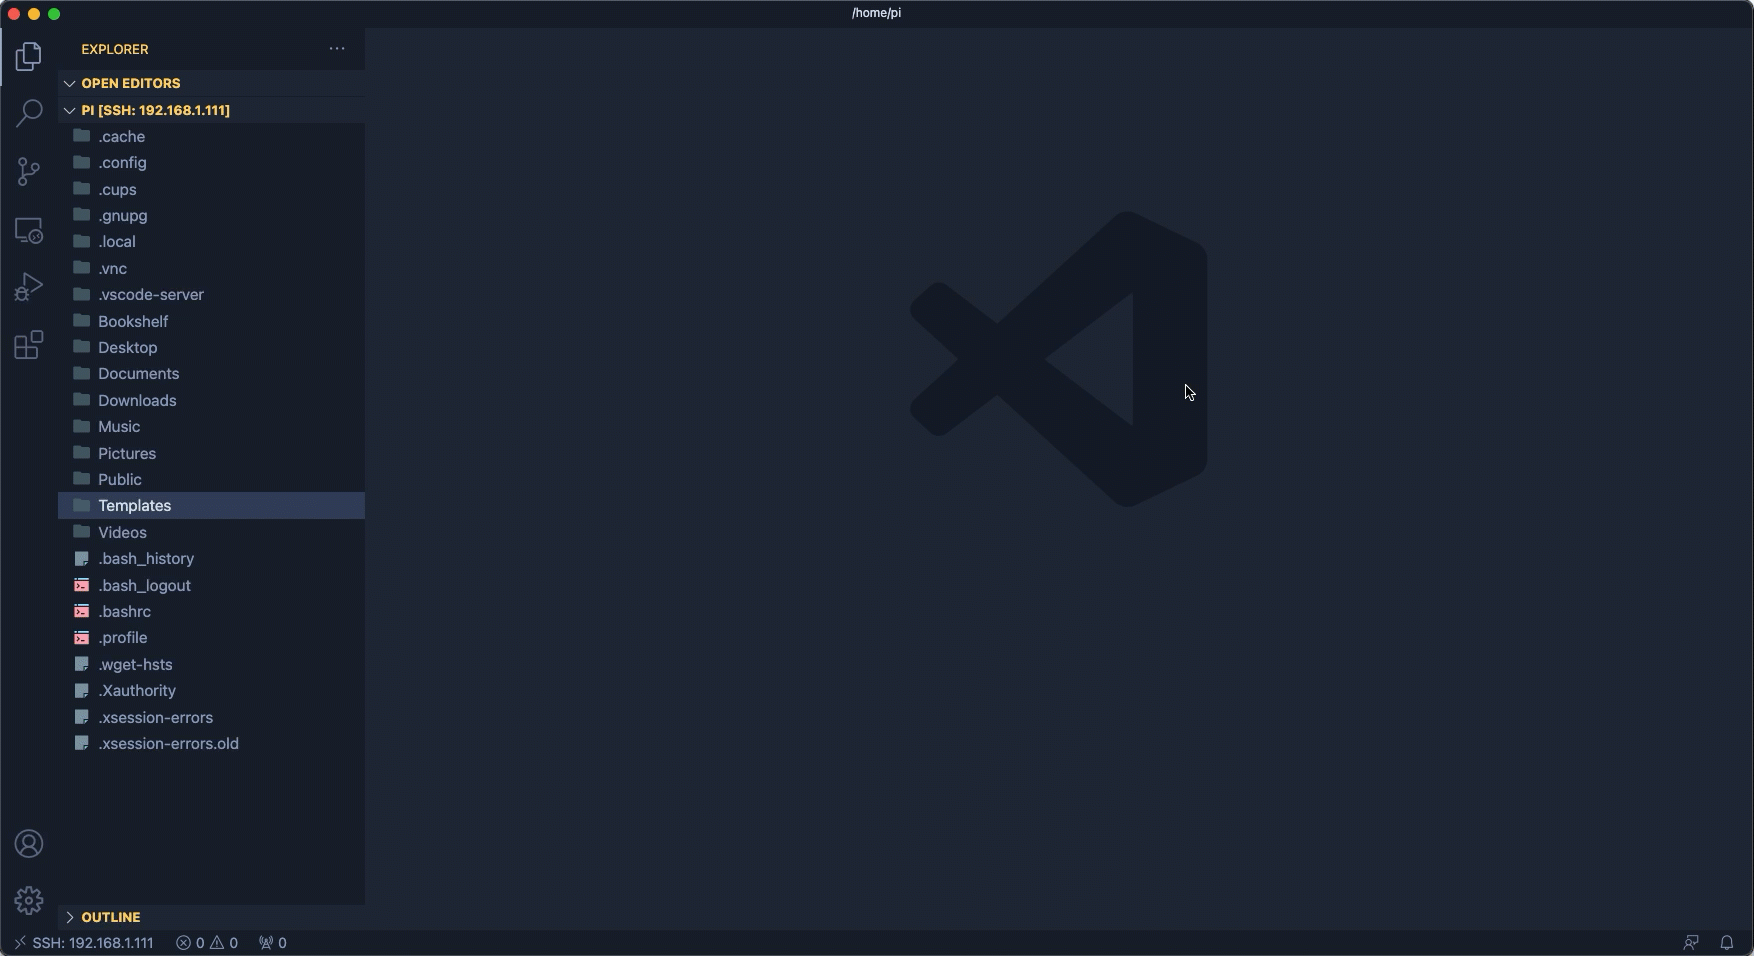 /home/pi
EXPLORER
OPEN EDITORS
PI [SSH: 192.168.1.111]
.cache
.config
.cups
.gnupg
.local
.vnc
.vscode-server
Bookshelf
Desktop
Documents
Downloads
Music
Pictures
Public
Templates
Videos
.bash_history
.bash_logout
.bashrc
.profile
.wget-hsts
.Xauthority
.xsession-errors
.xsession-errors.old
OUTLINE
SSH: 192.168.1.111 0 0 0